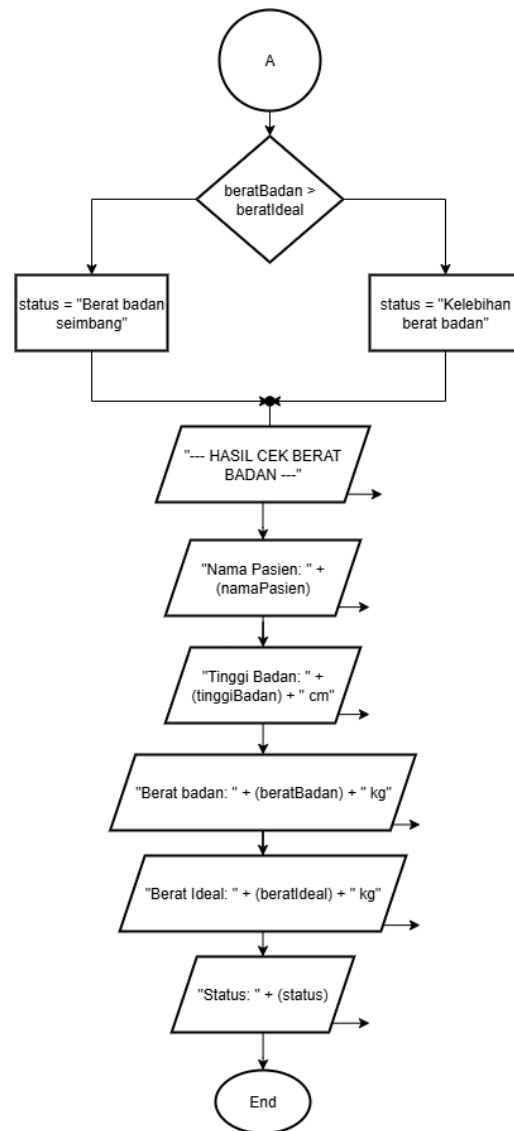 A
beratBadan >
beratIdeal
status = "Berat badan
seimbang"
status = "Kelebihan
berat badan"
"--- HASIL CEK BERAT
BADAN ---"
"Nama Pasien: " +
(namaPasien)
"Tinggi Badan: " +
(tinggiBadan) + " cm"
"Berat badan: " + (beratBadan) + " kg"
"Berat Ideal: " + (beratIdeal) + " kg"
"Status: " + (status)
End